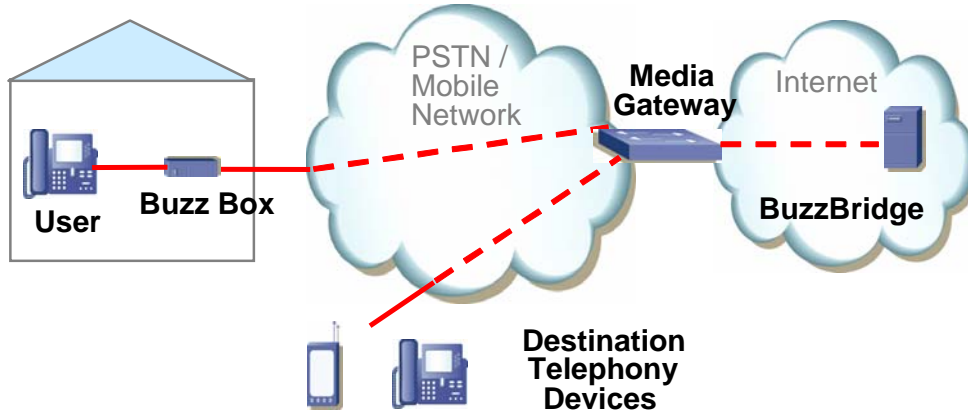 PSTN /
Mobile
Network
Media
Gateway
Internet
User
Buzz Box
BuzzBridge
Destination
Telephony
Devices